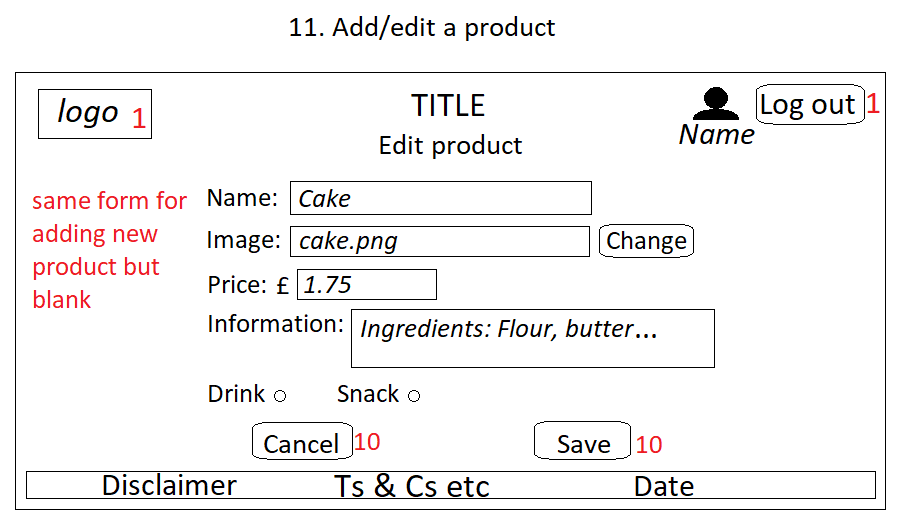 11. Add/edit a product
logo 1
TITLE
Log out 1
Name
Edit product
same form for
adding new
product but
blank
Name: Cake
Image: cake.png Change
Price: £ 1.75
Information: Ingredients: Flour, butter...
Drink Snack
Cancel 10 Save 10
Disclaimer Ts & Cs etc Date